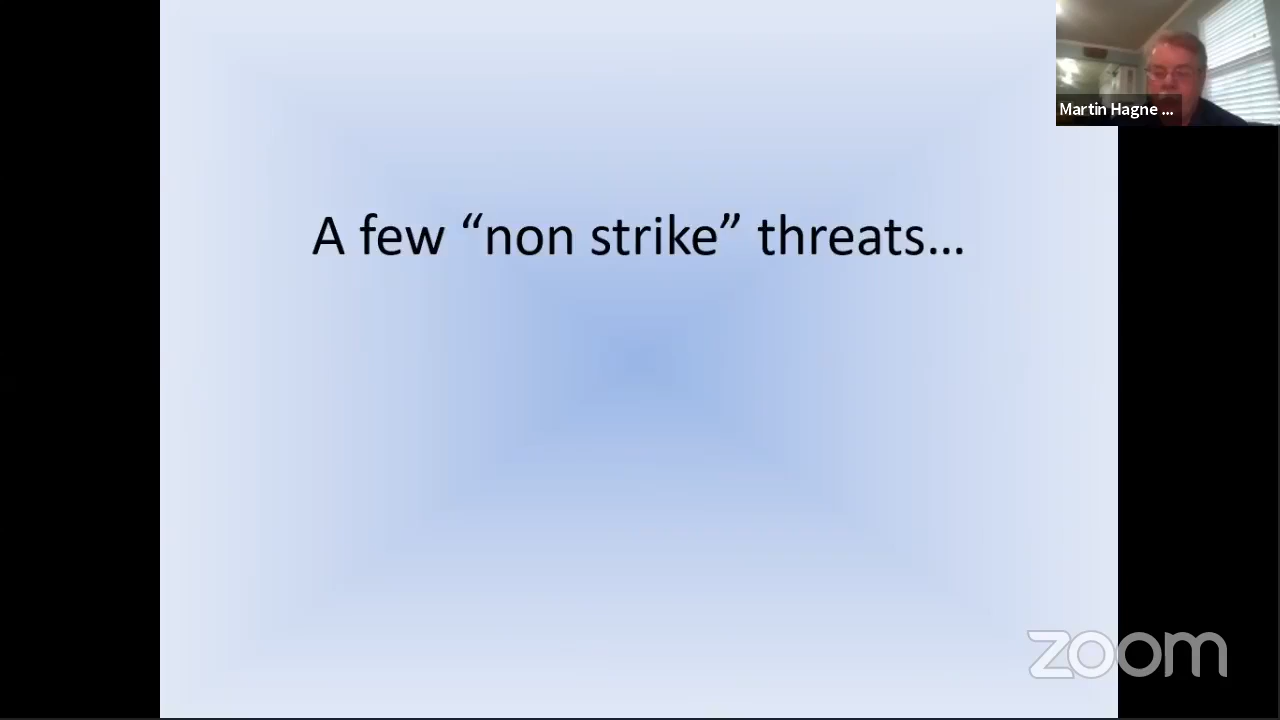 Martin Hagne ...
A few “non strike” threats...
zoom